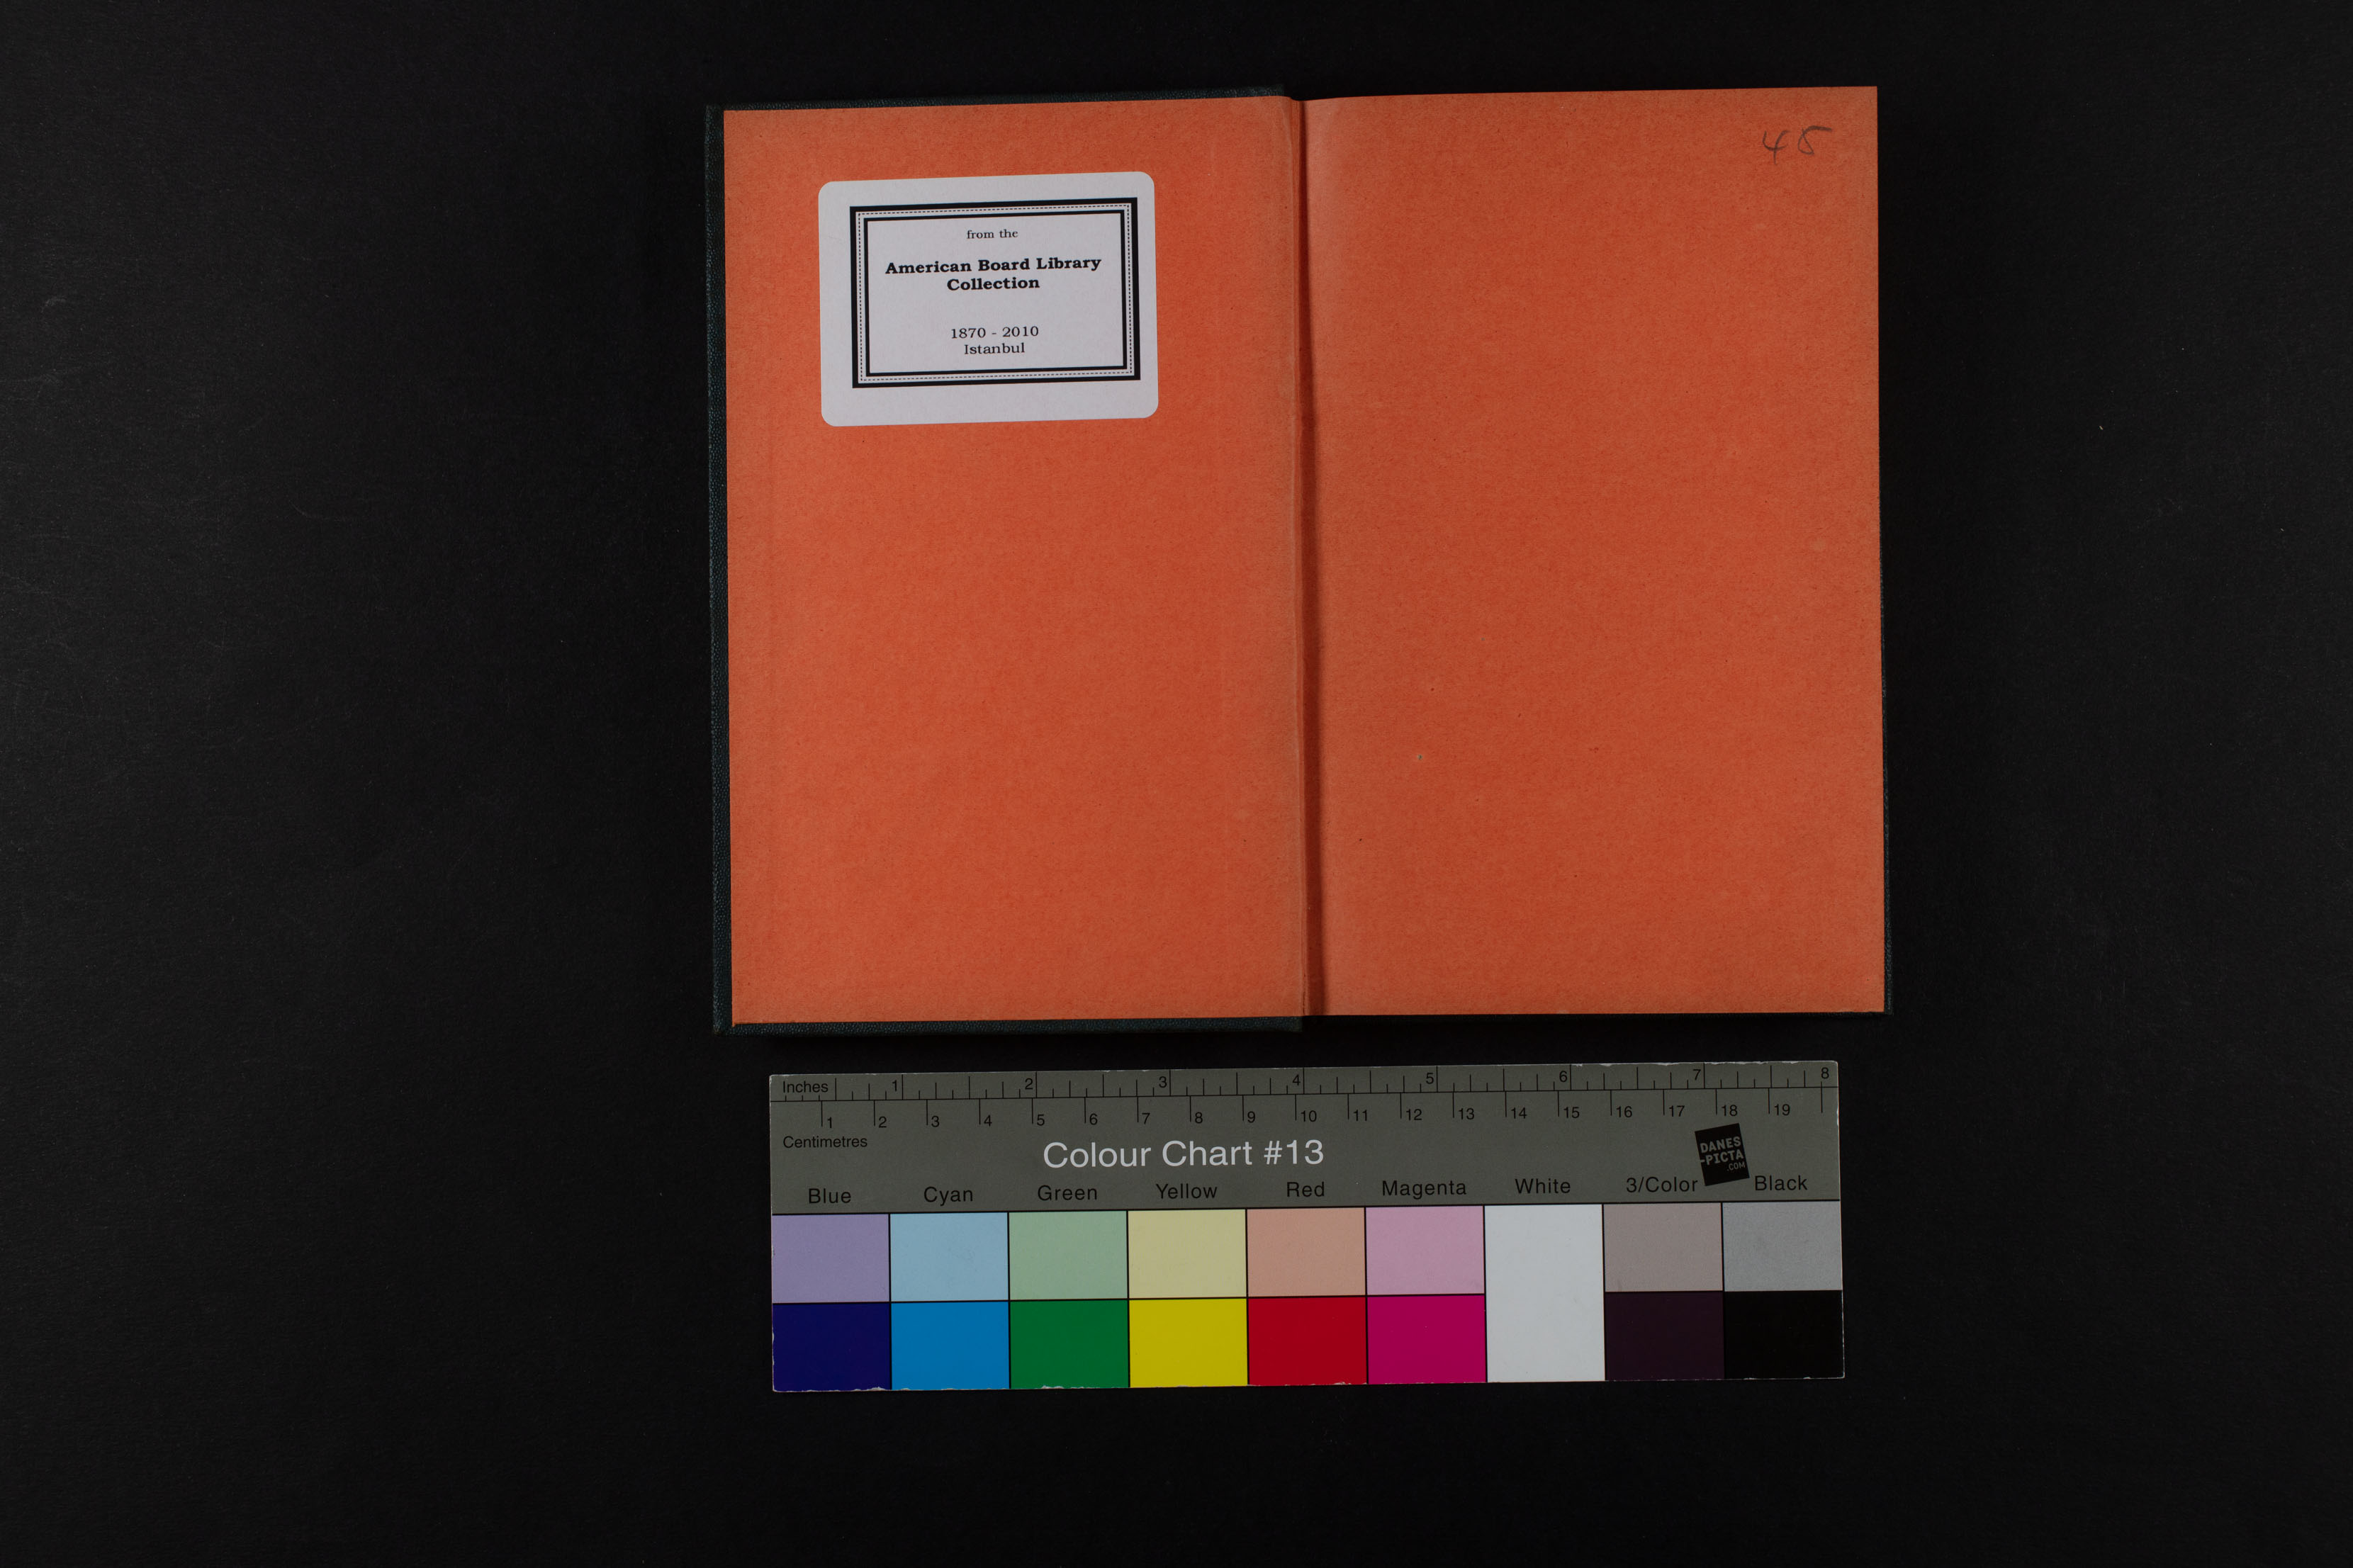 from the
American Board Library
Collection
1870 - 2010
Istanbul
45
Inches 1 2 3 4 5 6 7 8
1 2 3 4 5 6 7 8 9 10 11 12 13 14 15 16 17 18 19
Centimetres
Colour Chart #13
DANES
-PICTA
.COM
Blue Cyan Green Yellow Red Magenta White 3/Color Black